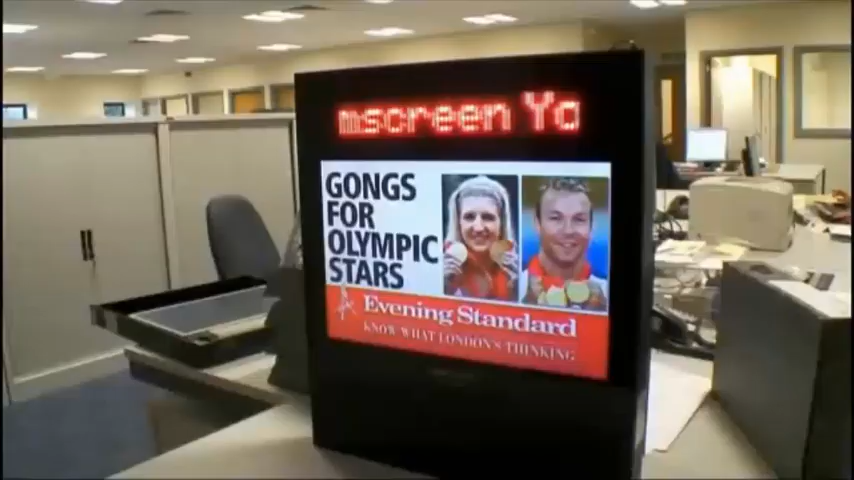 mscreen Yo
GONGS
FOR
OLYMPIC
STARS
Evening Standard
KNOW WHAT LONDON'S THINKING